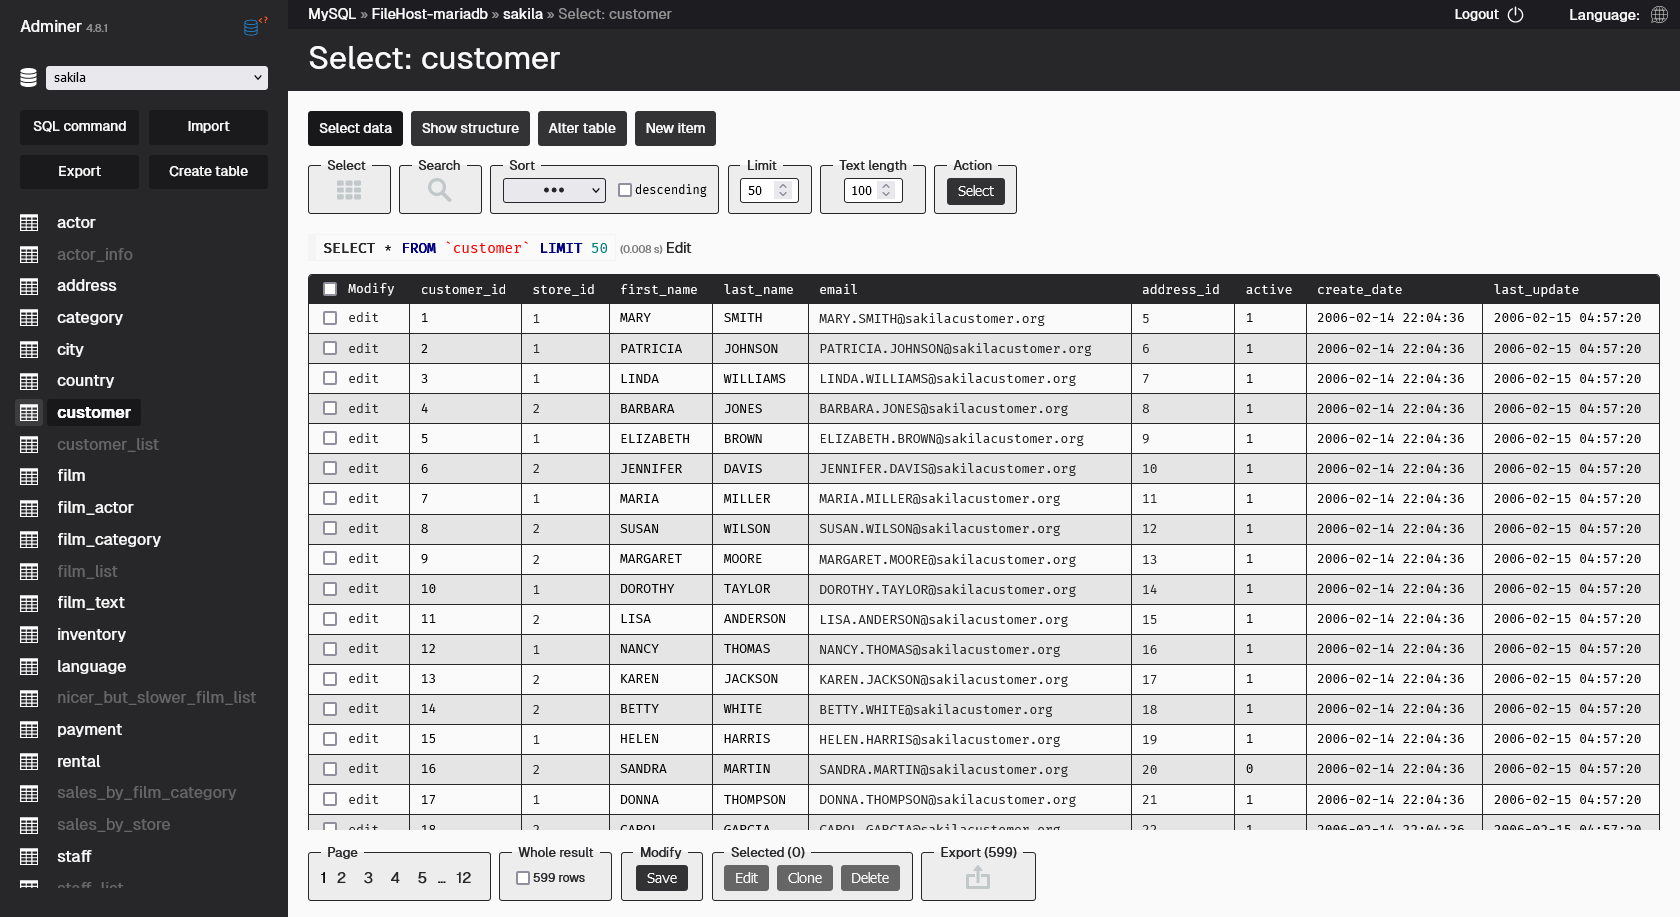 Adminer 4.8.1
MySQL » FileHost-mariadb » sakila » Select: customer
Logout
Language:
Select: customer
sakila
SQL command
Import
Export
Create table
actor
actor_info
address
category
city
country
customer
customer_list
film
film_actor
film_category
film_list
film_text
inventory
language
nicer_but_slower_film_list
payment
rental
sales_by_film_category
sales_by_store
staff
staff_list
Select data Show structure Alter table New item
Select Search Sort Limit Text length Action
••• descending 50 100 Select
SELECT * FROM `customer` LIMIT 50 (0.008 s) Edit
Modify customer_id store_id first_name last_name email address_id active create_date last_update
edit 1 1 MARY SMITH MARY.SMITH@sakilacustomer.org 5 1 2006-02-14 22:04:36 2006-02-15 04:57:20
edit 2 1 PATRICIA JOHNSON PATRICIA.JOHNSON@sakilacustomer.org 6 1 2006-02-14 22:04:36 2006-02-15 04:57:20
edit 3 1 LINDA WILLIAMS LINDA.WILLIAMS@sakilacustomer.org 7 1 2006-02-14 22:04:36 2006-02-15 04:57:20
edit 4 2 BARBARA JONES BARBARA.JONES@sakilacustomer.org 8 1 2006-02-14 22:04:36 2006-02-15 04:57:20
edit 5 1 ELIZABETH BROWN ELIZABETH.BROWN@sakilacustomer.org 9 1 2006-02-14 22:04:36 2006-02-15 04:57:20
edit 6 2 JENNIFER DAVIS JENNIFER.DAVIS@sakilacustomer.org 10 1 2006-02-14 22:04:36 2006-02-15 04:57:20
edit 7 1 MARIA MILLER MARIA.MILLER@sakilacustomer.org 11 1 2006-02-14 22:04:36 2006-02-15 04:57:20
edit 8 2 SUSAN WILSON SUSAN.WILSON@sakilacustomer.org 12 1 2006-02-14 22:04:36 2006-02-15 04:57:20
edit 9 2 MARGARET MOORE MARGARET.MOORE@sakilacustomer.org 13 1 2006-02-14 22:04:36 2006-02-15 04:57:20
edit 10 1 DOROTHY TAYLOR DOROTHY.TAYLOR@sakilacustomer.org 14 1 2006-02-14 22:04:36 2006-02-15 04:57:20
edit 11 2 LISA ANDERSON LISA.ANDERSON@sakilacustomer.org 15 1 2006-02-14 22:04:36 2006-02-15 04:57:20
edit 12 1 NANCY THOMAS NANCY.THOMAS@sakilacustomer.org 16 1 2006-02-14 22:04:36 2006-02-15 04:57:20
edit 13 2 KAREN JACKSON KAREN.JACKSON@sakilacustomer.org 17 1 2006-02-14 22:04:36 2006-02-15 04:57:20
edit 14 2 BETTY WHITE BETTY.WHITE@sakilacustomer.org 18 1 2006-02-14 22:04:36 2006-02-15 04:57:20
edit 15 1 HELEN HARRIS HELEN.HARRIS@sakilacustomer.org 19 1 2006-02-14 22:04:36 2006-02-15 04:57:20
edit 16 2 SANDRA MARTIN SANDRA.MARTIN@sakilacustomer.org 20 0 2006-02-14 22:04:36 2006-02-15 04:57:20
edit 17 1 DONNA THOMPSON DONNA.THOMPSON@sakilacustomer.org 21 1 2006-02-14 22:04:36 2006-02-15 04:57:20
edit 18 2 CAROL GARCIA CAROL.GARCIA@sakilacustomer.org 22 1 2006-02-14 22:04:36 2006-02-15 04:57:20
Page Whole result Modify Selected (0) Export (599)
1 2 3 4 5 ... 12 599 rows Save Edit Clone Delete